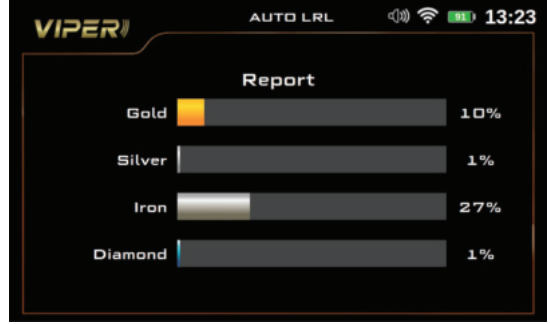 VIPER
AUTO LRL
91
13:23
Report
Gold 10%
Silver 1%
Iron 27%
Diamond 1%